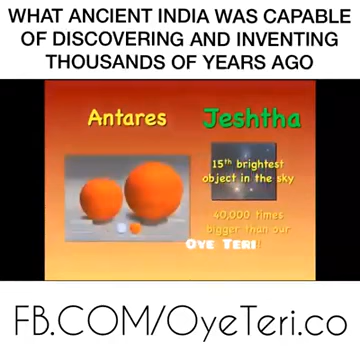 WHAT ANCIENT INDIA WAS CAPABLE
OF DISCOVERING AND INVENTING
THOUSANDS OF YEARS AGO
Antares Jeshtha
15th brightest
object in the sky
40,000 times
bigger than our
OYE TERI
FB.COM/OyeTeri.co